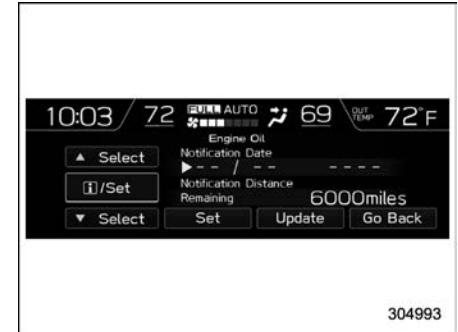 10:03 72 FULL AUTO 69 OUT TEMP 72°F
Engine Oil
▲ Select
Notification Date
▶ - - / - - - - - -
i/Set
Notification Distance
Remaining 6000miles
▼ Select Set Update Go Back
304993